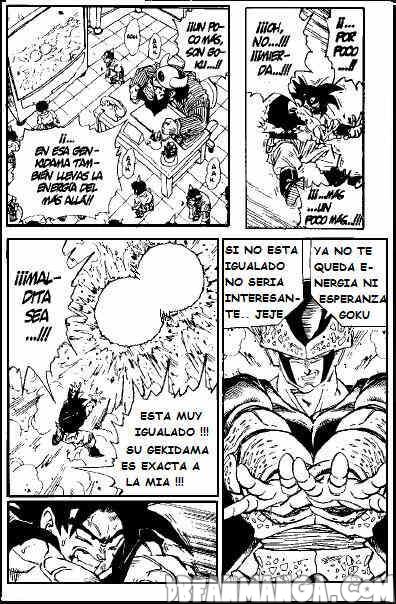 ¡¡¡UN POCO
MÁS,
SON GO-
KU...!!!
¡¡¡OH,
NO...!!!
¡¡¡MIER-
DA...!!!
¡¡...
POR
POCO
...!!
¡¡...
EN ESA GEN-
KIDAMA TAM-
BIÉN LLEVAS LA
ENERGÍA DEL
MÁS ALLÁ!!
¡¡¡...MÁS
...UN
POCO MÁS...!!!
¡¡¡MAL-
DITA
SEA
...!!!
ESTA MUY
IGUALADO !!!
SU GEKIDAMA
ES EXACTA A
LA MIA !!!
SI NO ESTA
IGUALADO
NO SERIA
INTERESAN-
TE.. JEJE
YA NO TE
QUEDA E-
NERGIA NI
ESPERANZA
GOKU
DBFANMANGA.COM